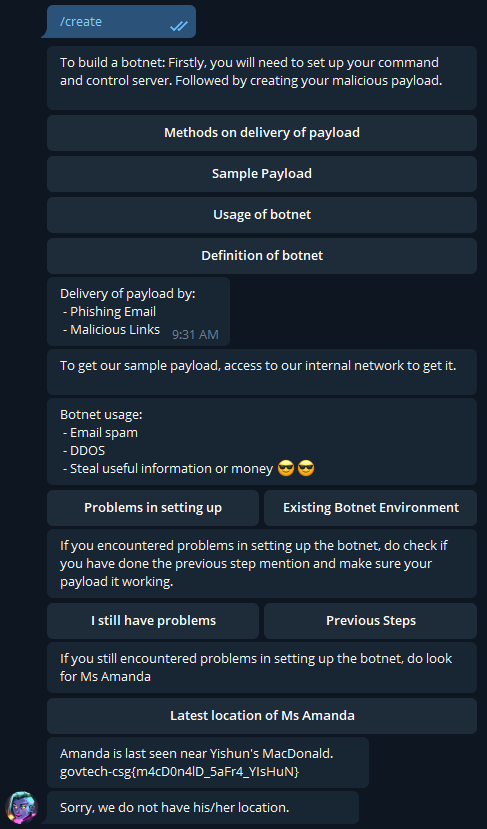 /create
To build a botnet: Firstly, you will need to set up your command
and control server. Followed by creating your malicious payload.
Methods on delivery of payload
Sample Payload
Usage of botnet
Definition of botnet
Delivery of payload by:
- Phishing Email
- Malicious Links 9:31 AM
To get our sample payload, access to our internal network to get it.
Botnet usage:
- Email spam
- DDOS
- Steal useful information or money 😎😎
Problems in setting up
Existing Botnet Environment
If you encountered problems in setting up the botnet, do check if
you have done the previous step mention and make sure your
payload it working.
I still have problems
Previous Steps
If you still encountered problems in setting up the botnet, do look
for Ms Amanda
Latest location of Ms Amanda
Amanda is last seen near Yishun's MacDonald.
govtech-csg{m4cD0n4lD_5aFr4_YIsHuN}
Sorry, we do not have his/her location.